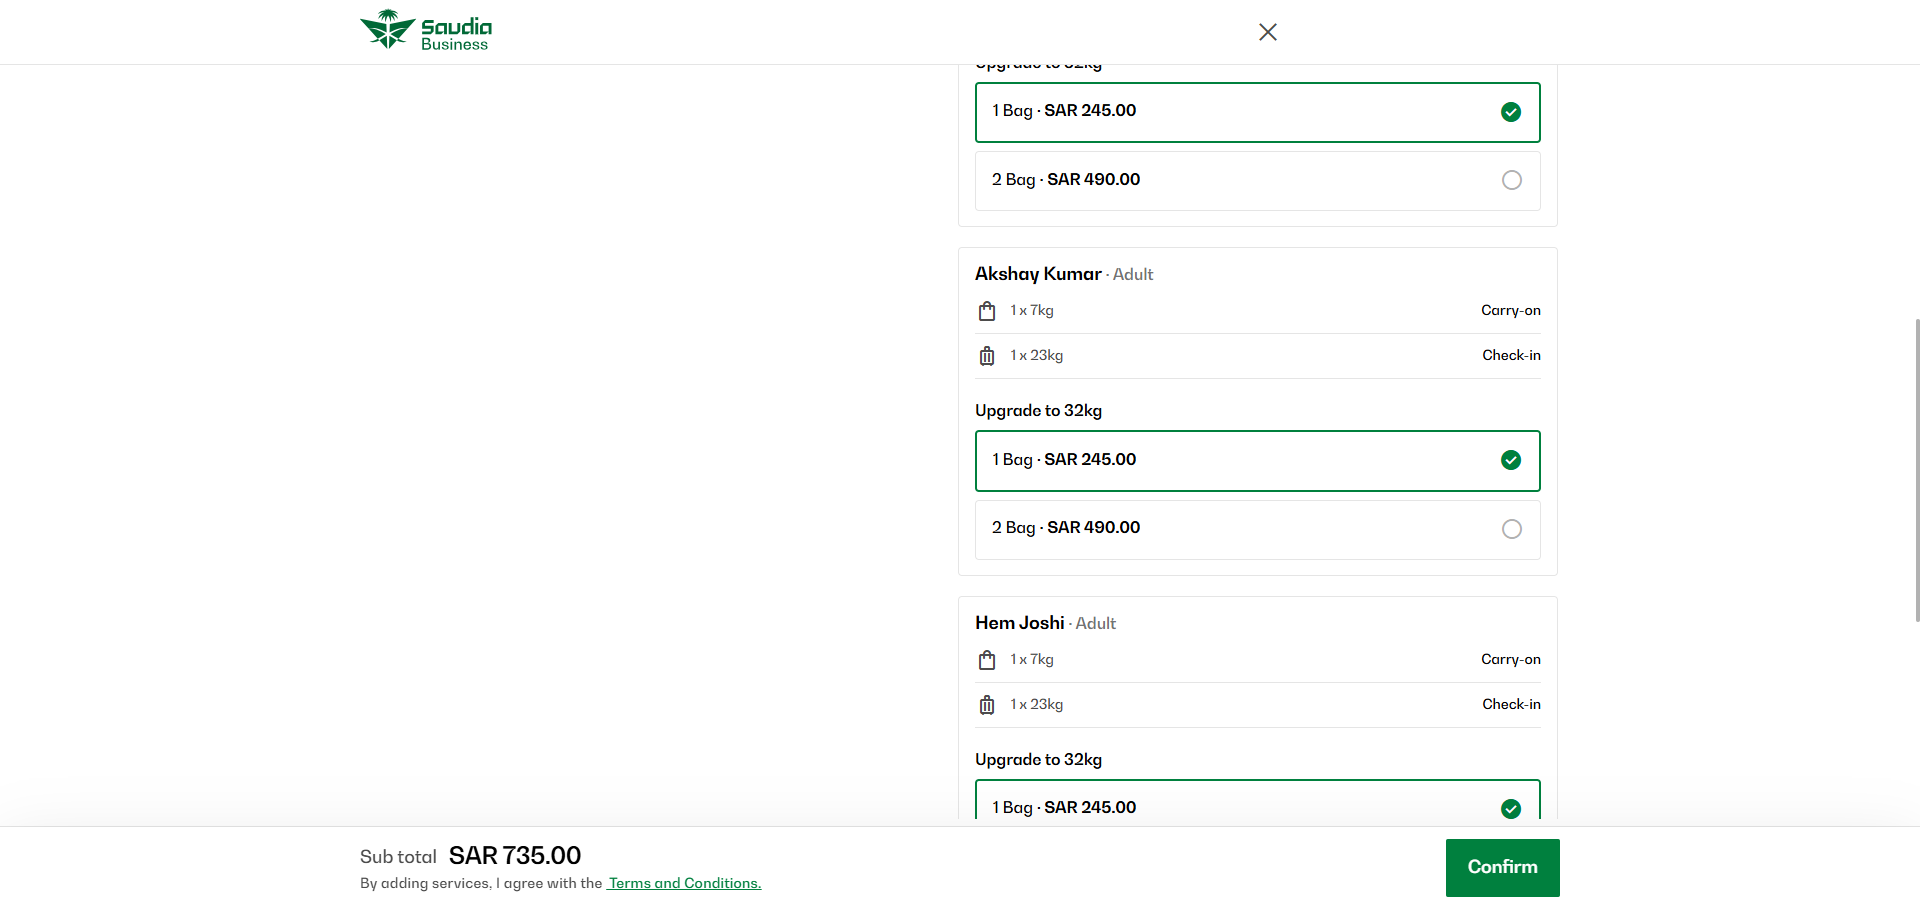 Saudia
Business
Upgrade to 32kg
1 Bag · SAR 245.00
2 Bag · SAR 490.00
Akshay Kumar · Adult
1 x 7kg Carry-on
1 x 23kg Check-in
Upgrade to 32kg
1 Bag · SAR 245.00
2 Bag · SAR 490.00
Hem Joshi · Adult
1 x 7kg Carry-on
1 x 23kg Check-in
Upgrade to 32kg
1 Bag · SAR 245.00
Sub total SAR 735.00
By adding services, I agree with the Terms and Conditions.
Confirm